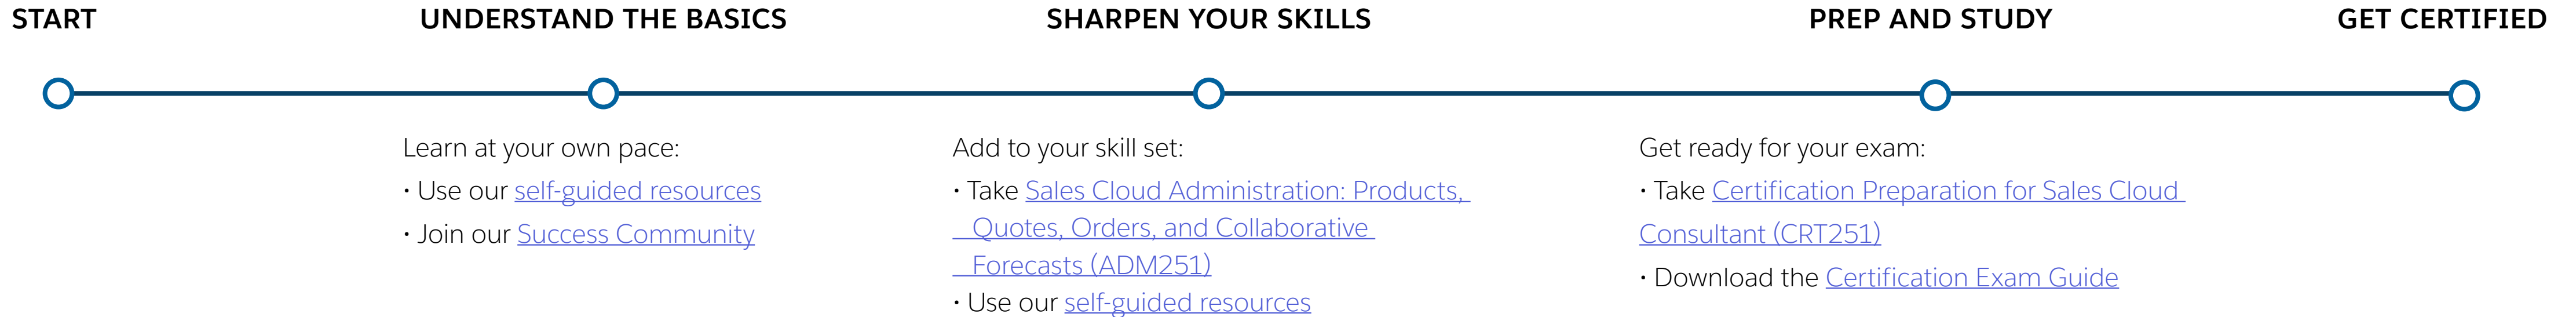 START
UNDERSTAND THE BASICS
SHARPEN YOUR SKILLS
PREP AND STUDY
GET CERTIFIED
Learn at your own pace:
• Use our self-guided resources
• Join our Success Community
Add to your skill set:
• Take Sales Cloud Administration: Products,
Quotes, Orders, and Collaborative
Forecasts (ADM251)
• Use our self-guided resources
Get ready for your exam:
• Take Certification Preparation for Sales Cloud
Consultant (CRT251)
• Download the Certification Exam Guide